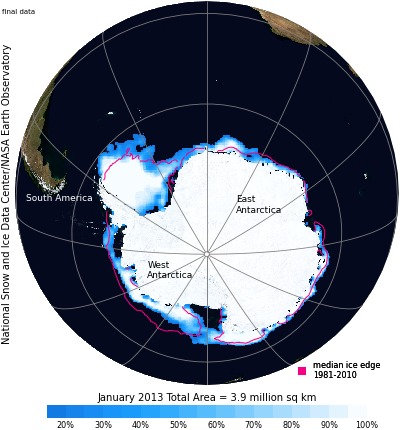 final data
National Snow and Ice Data Center/NASA Earth Observatory
South America
East
Antarctica
West
Antarctica
median ice edge
1981-2010
January 2013 Total Area = 3.9 million sq km
20% 30% 40% 50% 60% 70% 80% 90% 100%